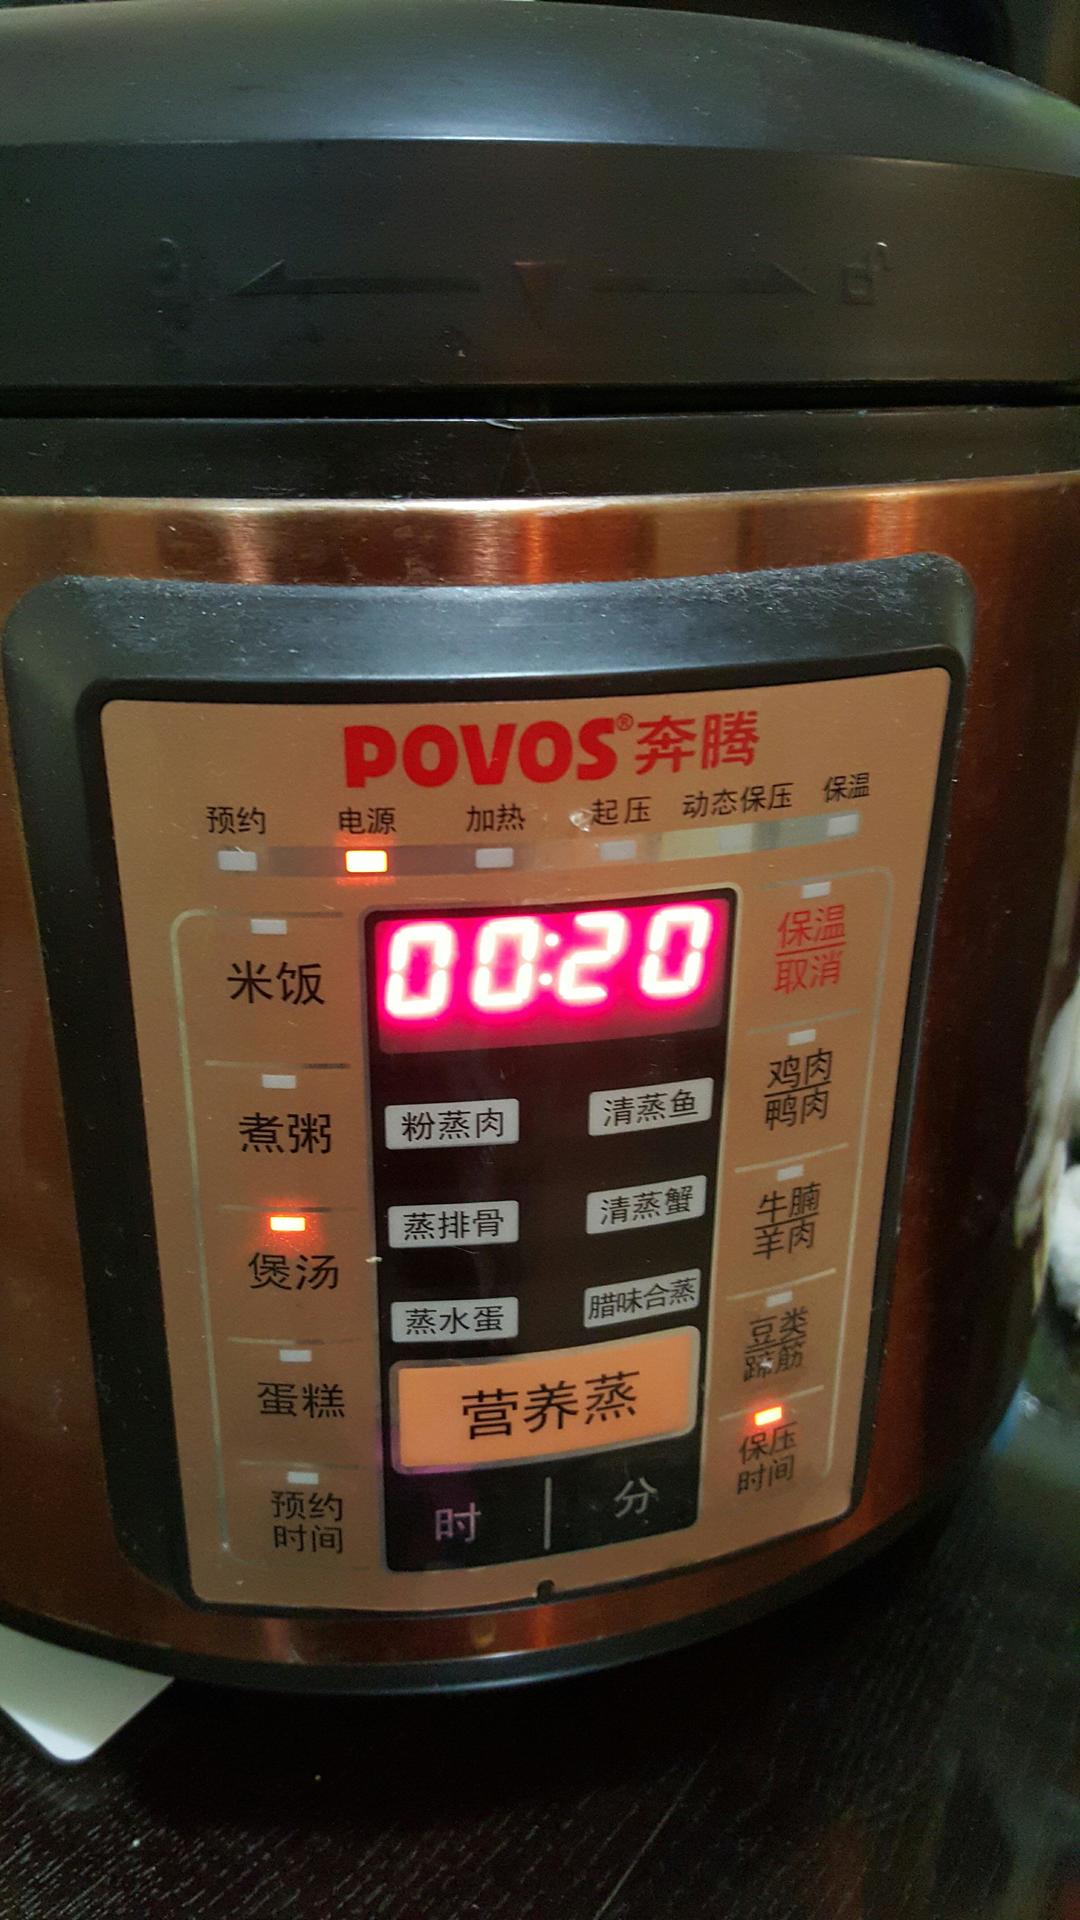 POVOS®奔腾
预约 电源 加热 起压 动态保压 保温
00:20
米饭
煮粥
煲汤
蛋糕
预约
时间
粉蒸肉 清蒸鱼
蒸排骨 清蒸蟹
蒸水蛋 腊味合蒸
营养蒸
时 | 分
保温
取消
鸡肉
鸭肉
牛腩
羊肉
豆类
蹄筋
保压
时间